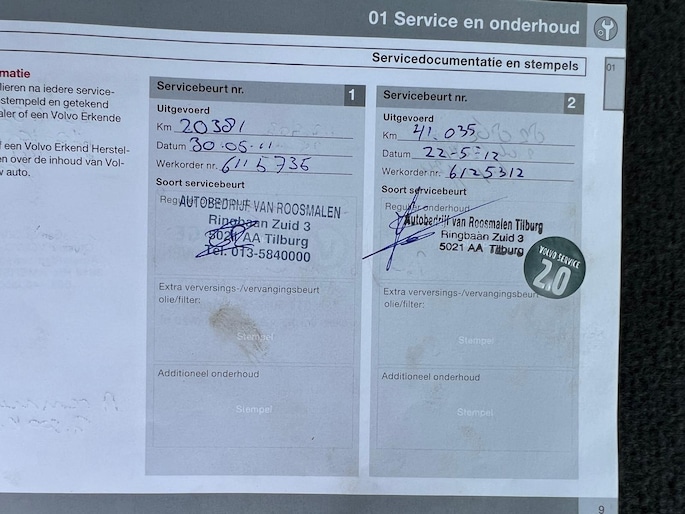 01 Service en onderhoud
Servicedocumentatie en stempels
01
matie
lieren na iedere service-
stempeld en getekend
aler of een Volvo Erkende
f een Volvo Erkend Herstel-
en over de inhoud van Vol-
v auto.
Servicebeurt nr. 1
Uitgevoerd
Km 20381
Datum 30-05-11
Werkorder nr. 6115736
Soort servicebeurt
AUTOBEDRIJF VAN ROOSMALEN
Ringbaan Zuid 3
5021 AA Tilburg
Tel. 013-5840000
Extra verversings-/vervangingsbeurt
olie/filter:
Stempel
Additioneel onderhoud
Stempel
Servicebeurt nr. 2
Uitgevoerd
Km 41.035
Datum 22-5-12
Werkorder nr. 6125312
Soort servicebeurt
Regulier onderhoud
Autobedrijf van Roosmalen Tilburg
Ringbaan Zuid 3
5021 AA Tilburg
VOLVO SERVICE
2.0
Extra verversings-/vervangingsbeurt
olie/filter:
Stempel
Additioneel onderhoud
Stempel
9